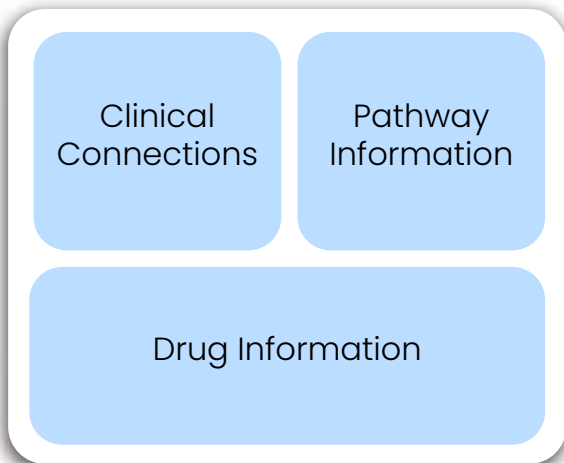 Clinical
Connections
Pathway
Information
Drug Information